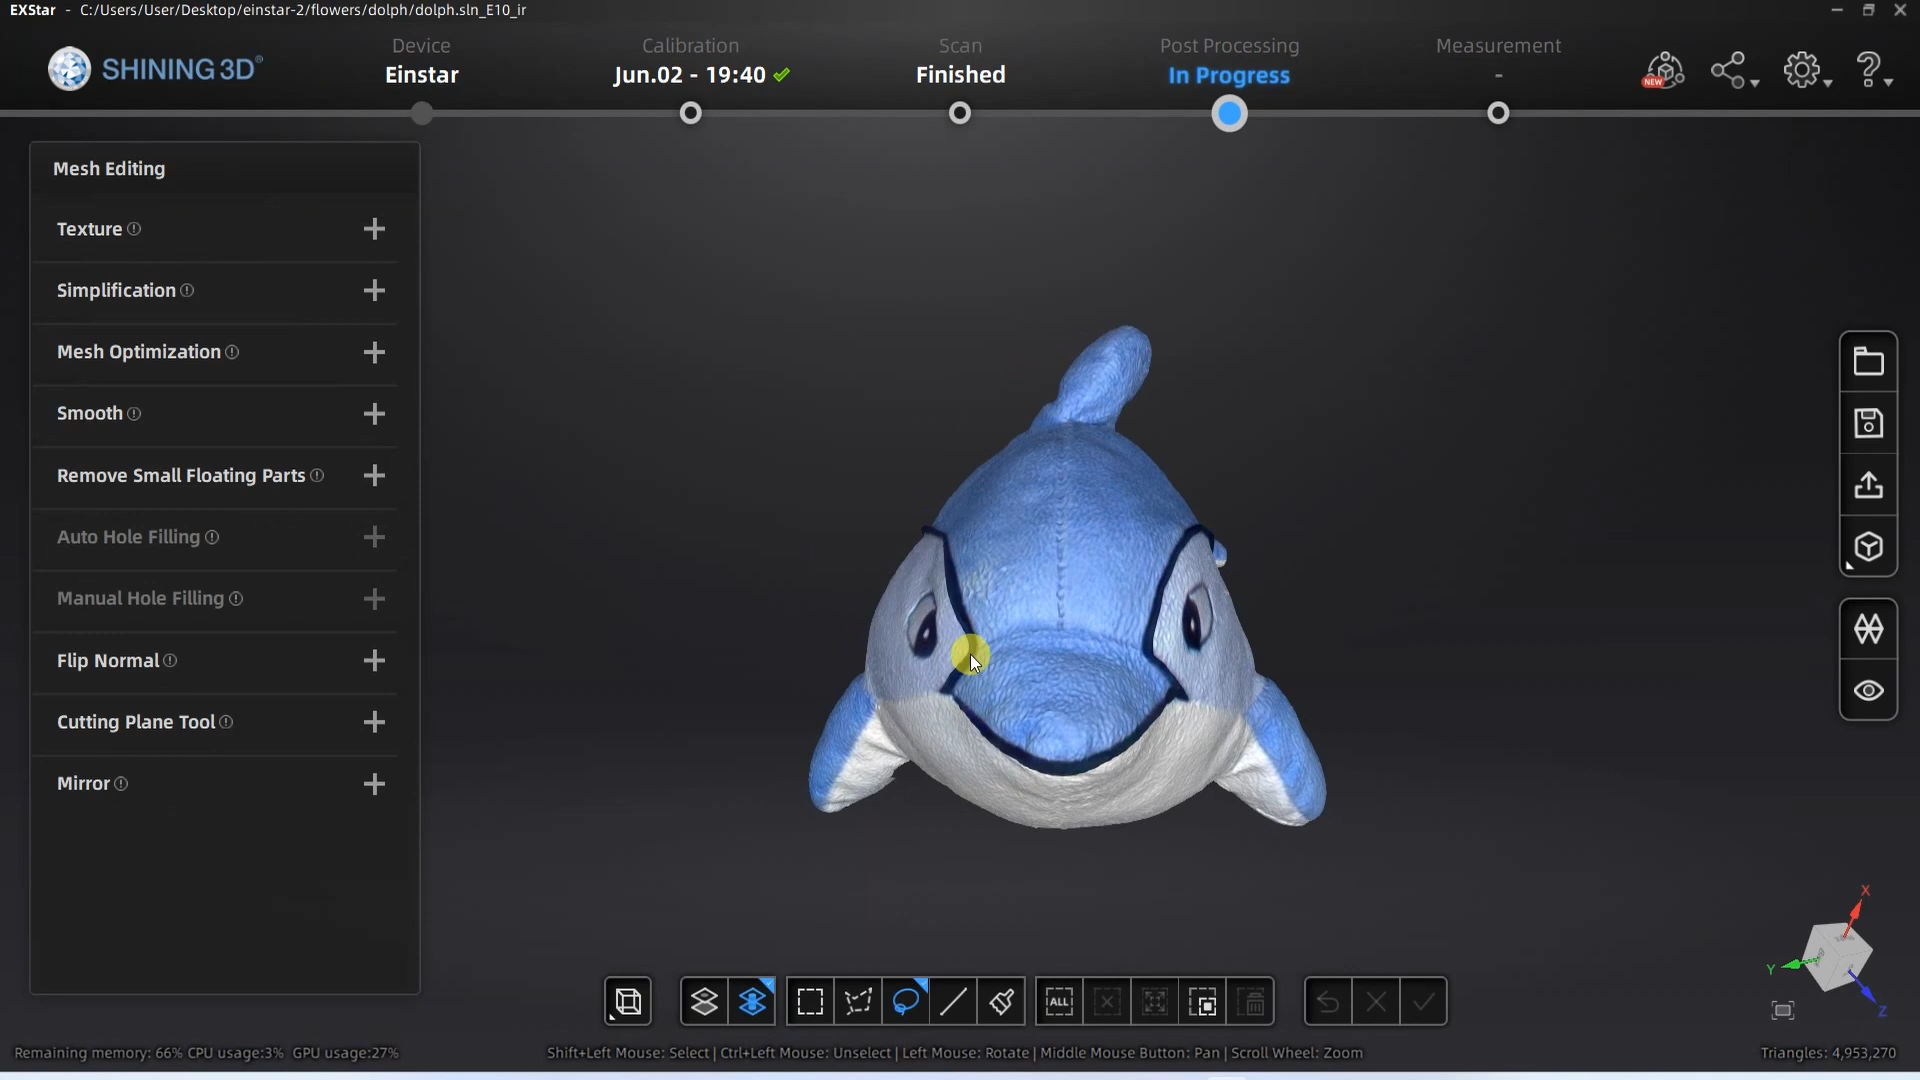 EXStar - C:/Users/User/Desktop/einstar-2/flowers/dolph/dolph.sln_E10_ir
SHINING 3D®
Device
Einstar
Calibration
Jun.02 - 19:40
Scan
Finished
Post Processing
In Progress
Measurement
-
NEW
Mesh Editing
Texture
Simplification
Mesh Optimization
Smooth
Remove Small Floating Parts
Auto Hole Filling
Manual Hole Filling
Flip Normal
Cutting Plane Tool
Mirror
X
Y
Z
ALL
Remaining memory: 66% CPU usage:3% GPU usage:27%
Shift+Left Mouse: Select | Ctrl+Left Mouse: Unselect | Left Mouse: Rotate | Middle Mouse Button: Pan | Scroll Wheel: Zoom
Triangles: 4,953,270